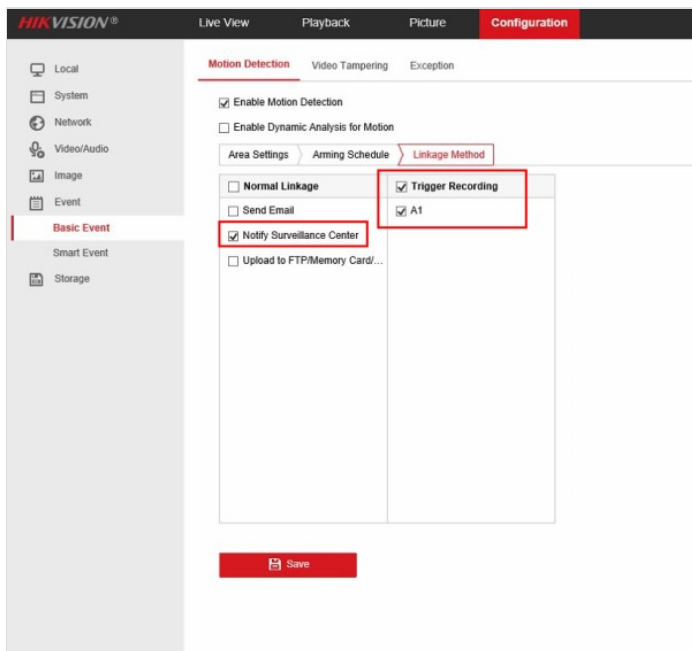 HIKVISION®
Live View Playback Picture Configuration
Local
System
Network
Video/Audio
Image
Event
Basic Event
Smart Event
Storage
Motion Detection Video Tampering Exception
Enable Motion Detection
Enable Dynamic Analysis for Motion
Area Settings Arming Schedule Linkage Method
Normal Linkage Trigger Recording
Send Email A1
Notify Surveillance Center
Upload to FTP/Memory Card/...
Save